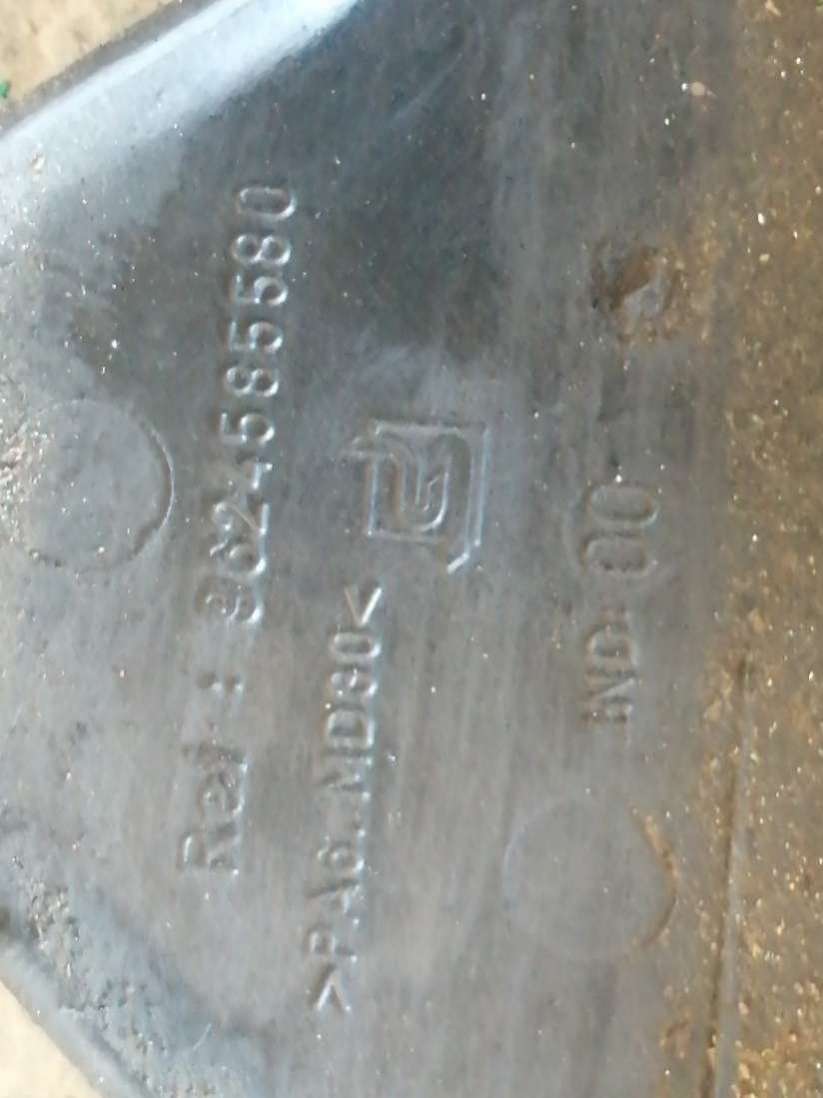 Ref : 9624585580
>PA6.MD30<
IND:00